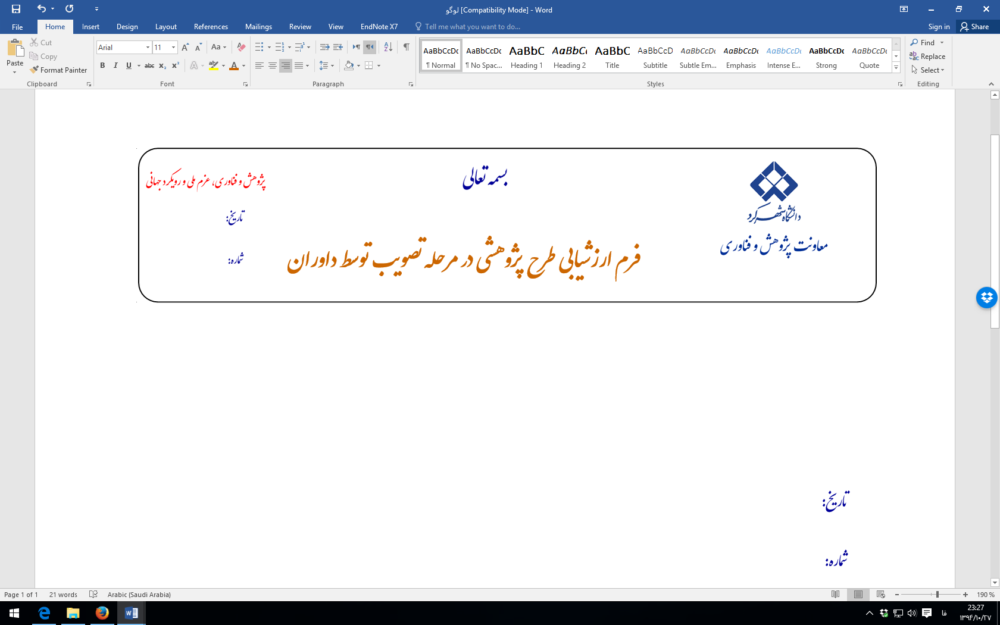 لوگو [Compatibility Mode] - Word
File Home Insert Design Layout References Mailings Review View EndNote X7 Tell me what you want to do... Sign in Share
Paste
Cut
Copy
Format Painter
Clipboard
Arial 11
Font
Paragraph
AaBbCcDc AaBbCcDc AaBbC AaBbCc AaBbC AaBbCcD AaBbCcDc AaBbCcDc AaBbCcDc AaBbCcDc AaBbCcDc
¶ Normal ¶ No Spac... Heading 1 Heading 2 Title Subtitle Subtle Em... Emphasis Intense E... Strong Quote
Styles
Find
Replace
Select
Editing
بسمه تعالی
پژوهش و فناوری، عزم ملی و رویکرد جهانی
دانشگاه شهرکرد
تاریخ:
معاونت پژوهش و فناوری
فرم ارزشیابی طرح پژوهشی در مرحله تصویب توسط داوران
شماره:
تاریخ:
شماره:
Page 1 of 1 21 words Arabic (Saudi Arabia) 190 %
فا 23:27
۱۳۹۴/۱۰/۲۷